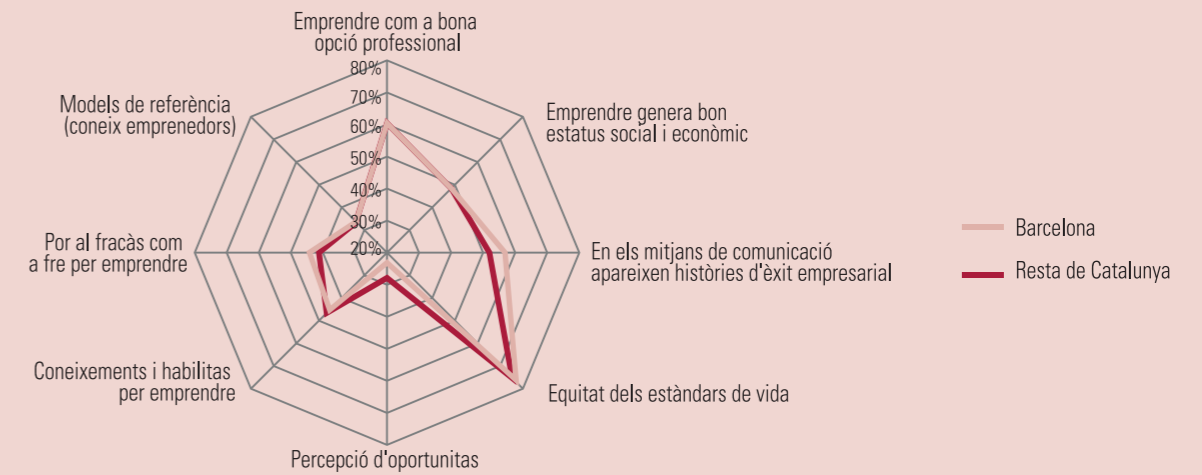 Emprendre com a bona
opció professional
80%
70%
60%
50%
40%
30%
20%
Models de referència
(coneix emprenedors)
Emprendre genera bon
estatus social i econòmic
Por al fracàs com
a fre per emprendre
En els mitjans de comunicació
apareixen històries d'èxit empresarial
Barcelona
Resta de Catalunya
Coneixements i habilitas
per emprendre
Equitat dels estàndars de vida
Percepció d'oportunitas